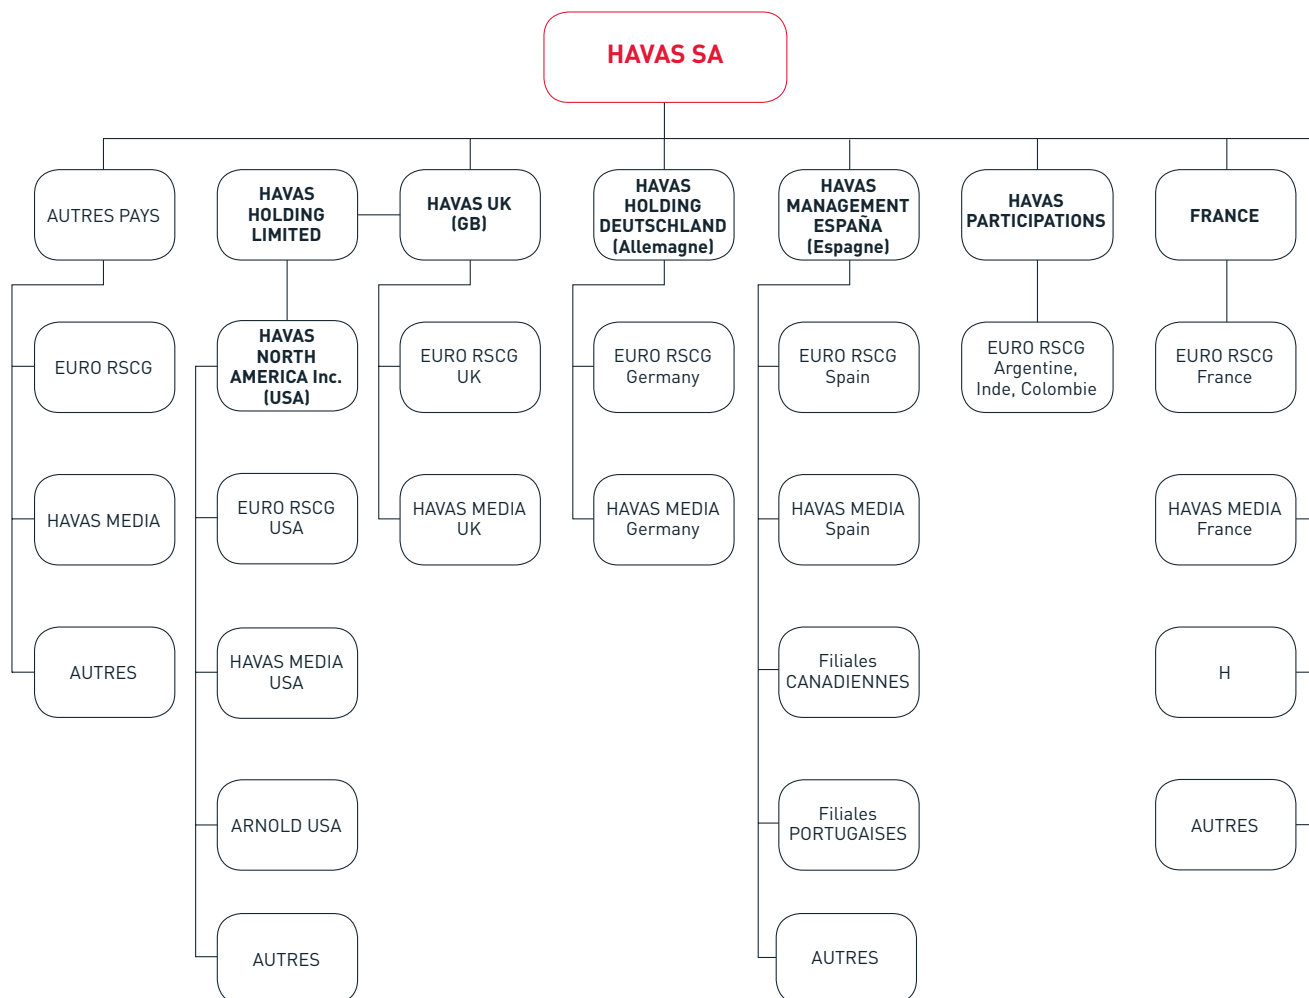 HAVAS SA
AUTRES PAYS
HAVAS
HOLDING
LIMITED
HAVAS UK
(GB)
HAVAS
HOLDING
DEUTSCHLAND
(Allemagne)
HAVAS
MANAGEMENT
ESPAÑA
(Espagne)
HAVAS
PARTICIPATIONS
FRANCE
EURO RSCG
HAVAS
NORTH
AMERICA Inc.
(USA)
EURO RSCG
UK
EURO RSCG
Germany
EURO RSCG
Spain
EURO RSCG
Argentine,
Inde, Colombie
EURO RSCG
France
HAVAS MEDIA
EURO RSCG
USA
HAVAS MEDIA
UK
HAVAS MEDIA
Germany
HAVAS MEDIA
Spain
HAVAS MEDIA
France
AUTRES
HAVAS MEDIA
USA
Filiales
CANADIENNES
H
ARNOLD USA
Filiales
PORTUGAISES
AUTRES
AUTRES
AUTRES